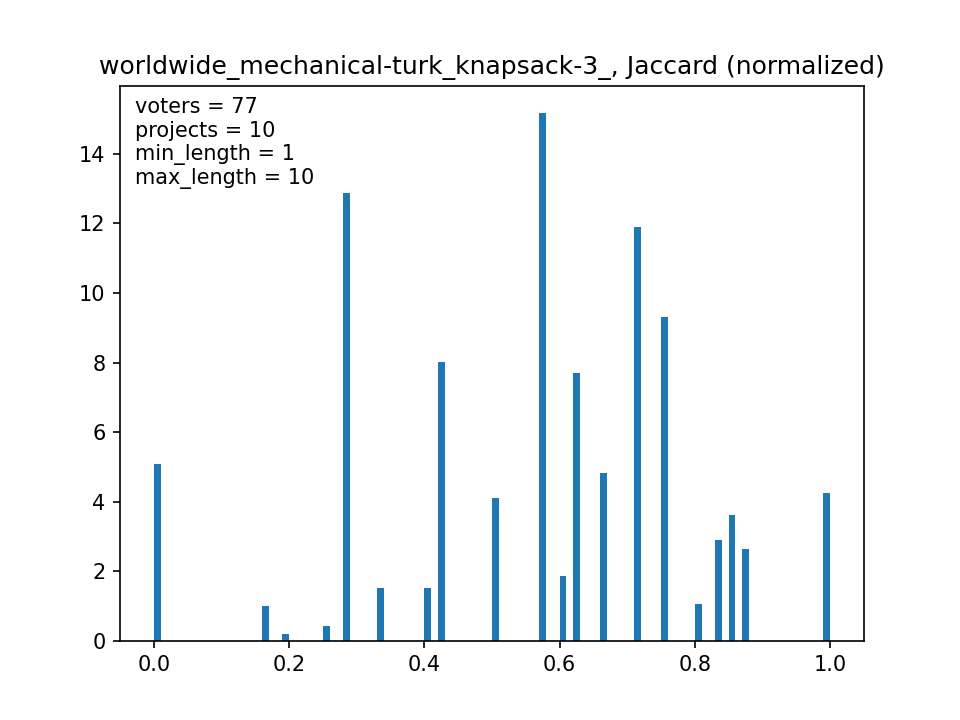 worldwide_mechanical-turk_knapsack-3_, Jaccard (normalized)
voters = 77
projects = 10
min_length = 1
max_length = 10
14
12
10
8
6
4
2
0
0.0 0.2 0.4 0.6 0.8 1.0